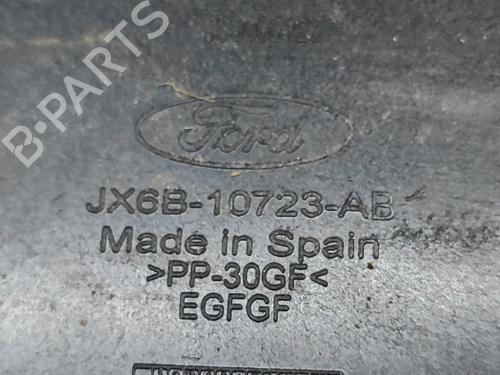 B-PARTS
Ford
JX6B-10723-AB
Made in Spain
>PP-30GF<
EGFGF